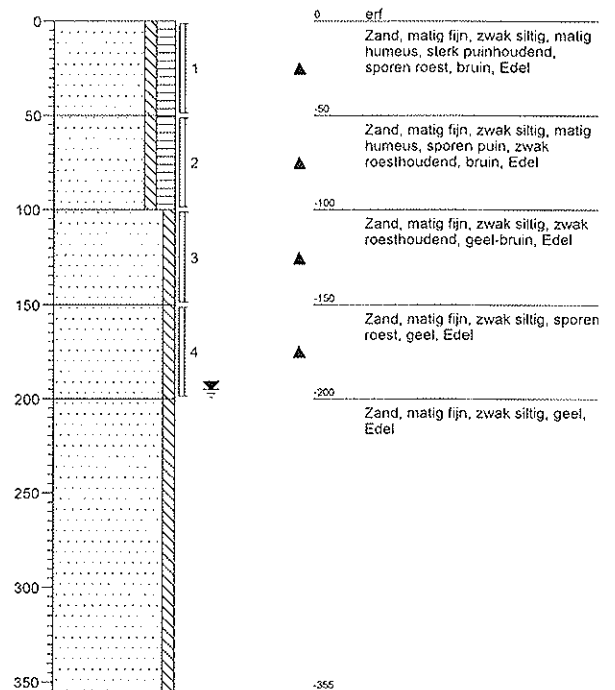 0
50
100
150
200
250
300
350
1
2
3
4
0
erf
Zand, matig fijn, zwak siltig, matig
humeus, sterk puinhoudend,
sporen roest, bruin, Edel
-50
Zand, matig fijn, zwak siltig, matig
humeus, sporen puin, zwak
roesthoudend, bruin, Edel
-100
Zand, matig fijn, zwak siltig, zwak
roesthoudend, geel-bruin, Edel
-150
Zand, matig fijn, zwak siltig, sporen
roest, geel, Edel
-200
Zand, matig fijn, zwak siltig, geel,
Edel
-355